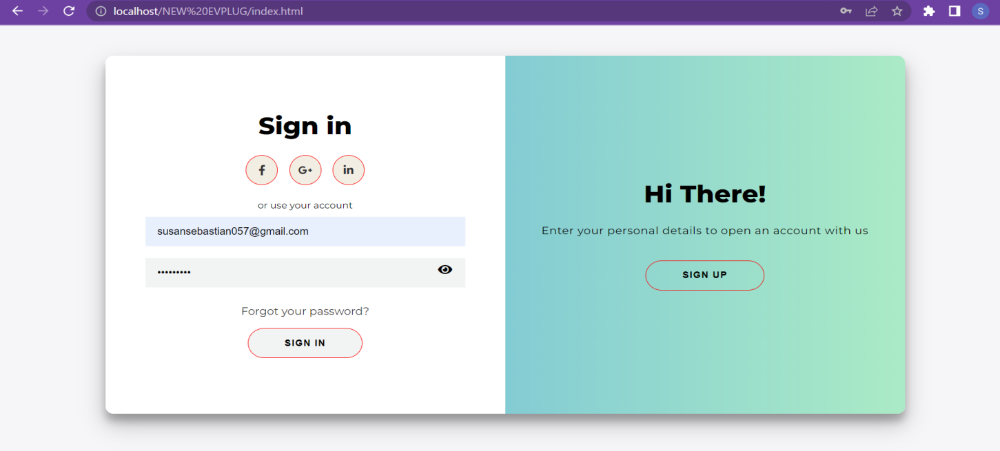 localhost/NEW%20EVPLUG/index.html
S
Sign in
f G+ in
or use your account
susansebastian057@gmail.com
•••••••••
Forgot your password?
SIGN IN
Hi There!
Enter your personal details to open an account with us
SIGN UP